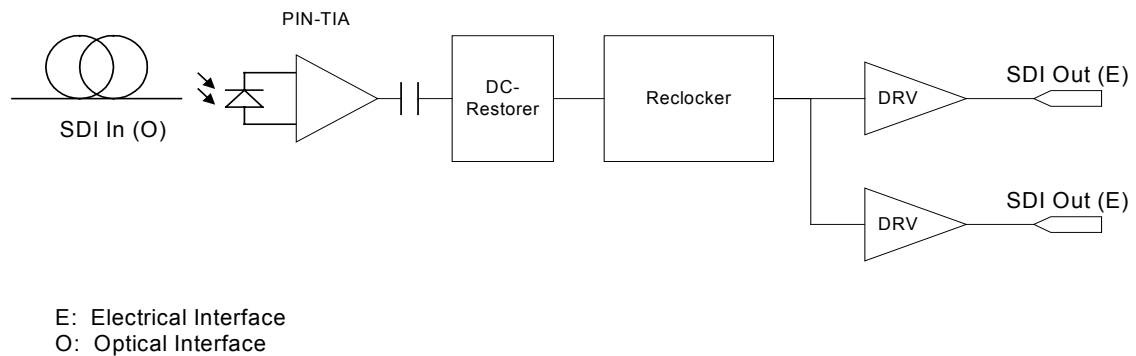 PIN-TIA
SDI In (O)
DC-
Restorer
Reclocker
DRV
SDI Out (E)
DRV
SDI Out (E)
E: Electrical Interface
O: Optical Interface